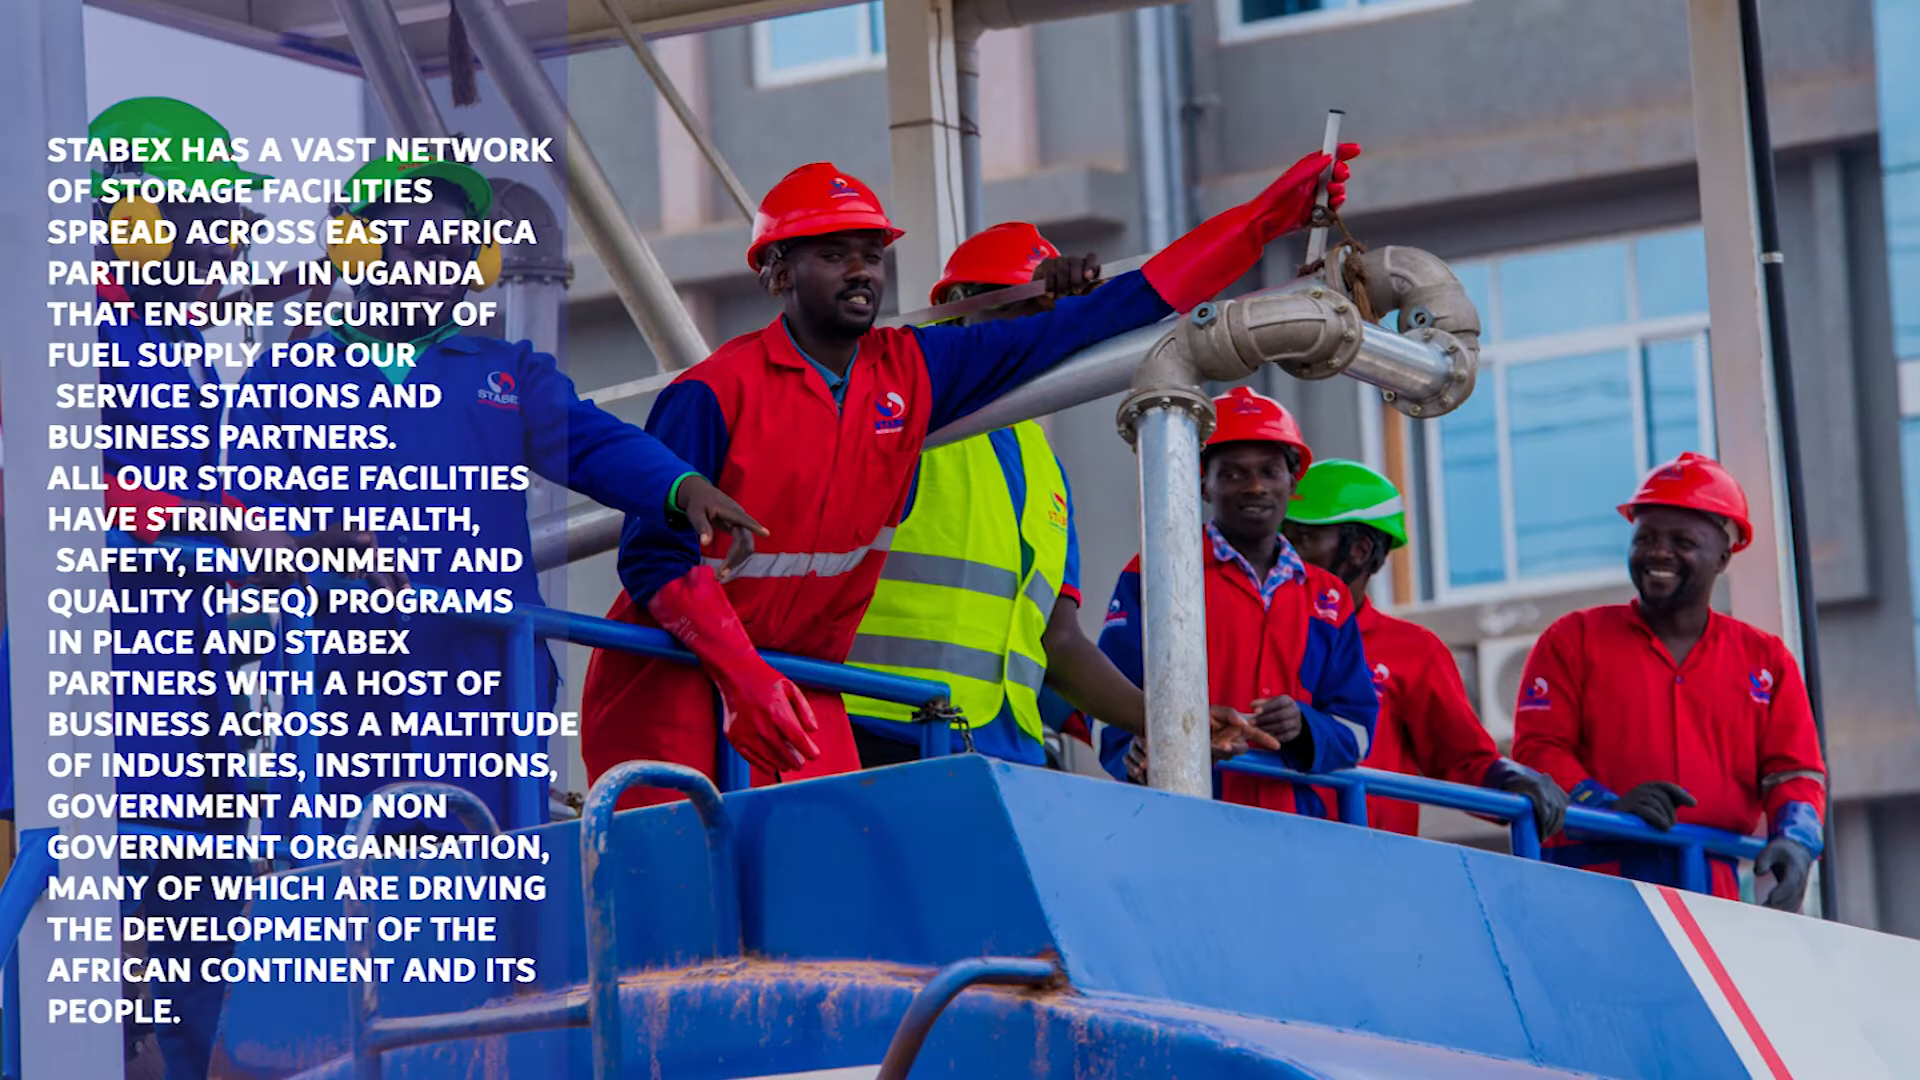 STABEX HAS A VAST NETWORK
OF STORAGE FACILITIES
SPREAD ACROSS EAST AFRICA
PARTICULARLY IN UGANDA
THAT ENSURE SECURITY OF
FUEL SUPPLY FOR OUR
SERVICE STATIONS AND
BUSINESS PARTNERS.
ALL OUR STORAGE FACILITIES
HAVE STRINGENT HEALTH,
SAFETY, ENVIRONMENT AND
QUALITY (HSEQ) PROGRAMS
IN PLACE AND STABEX
PARTNERS WITH A HOST OF
BUSINESS ACROSS A MALTITUDE
OF INDUSTRIES, INSTITUTIONS,
GOVERNMENT AND NON
GOVERNMENT ORGANISATION,
MANY OF WHICH ARE DRIVING
THE DEVELOPMENT OF THE
AFRICAN CONTINENT AND ITS
PEOPLE.